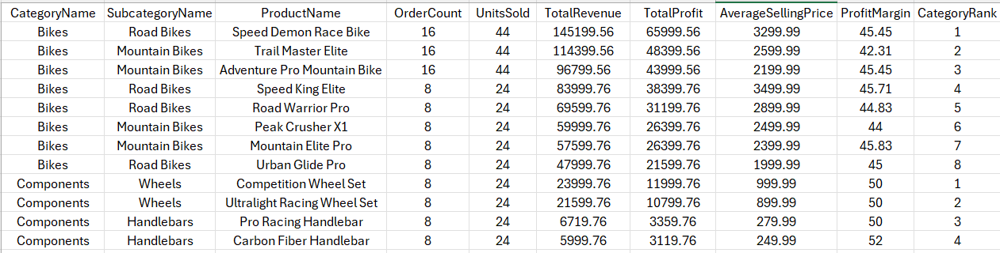 CategoryName SubcategoryName ProductName OrderCount UnitsSold TotalRevenue TotalProfit AverageSellingPrice ProfitMargin CategoryRank
Bikes Road Bikes Speed Demon Race Bike 16 44 145199.56 65999.56 3299.99 45.45 1
Bikes Mountain Bikes Trail Master Elite 16 44 114399.56 48399.56 2599.99 42.31 2
Bikes Mountain Bikes Adventure Pro Mountain Bike 16 44 96799.56 43999.56 2199.99 45.45 3
Bikes Road Bikes Speed King Elite 8 24 83999.76 38399.76 3499.99 45.71 4
Bikes Road Bikes Road Warrior Pro 8 24 69599.76 31199.76 2899.99 44.83 5
Bikes Mountain Bikes Peak Crusher X1 8 24 59999.76 26399.76 2499.99 44 6
Bikes Mountain Bikes Mountain Elite Pro 8 24 57599.76 26399.76 2399.99 45.83 7
Bikes Road Bikes Urban Glide Pro 8 24 47999.76 21599.76 1999.99 45 8
Components Wheels Competition Wheel Set 8 24 23999.76 11999.76 999.99 50 1
Components Wheels Ultralight Racing Wheel Set 8 24 21599.76 10799.76 899.99 50 2
Components Handlebars Pro Racing Handlebar 8 24 6719.76 3359.76 279.99 50 3
Components Handlebars Carbon Fiber Handlebar 8 24 5999.76 3119.76 249.99 52 4